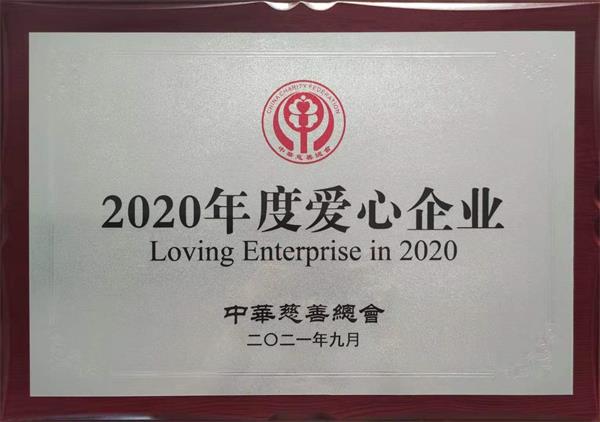 CHINA CHARITY FEDERATION
中華慈善總會
2020年度爱心企业
Loving Enterprise in 2020
中華慈善總會
二〇二一年九月